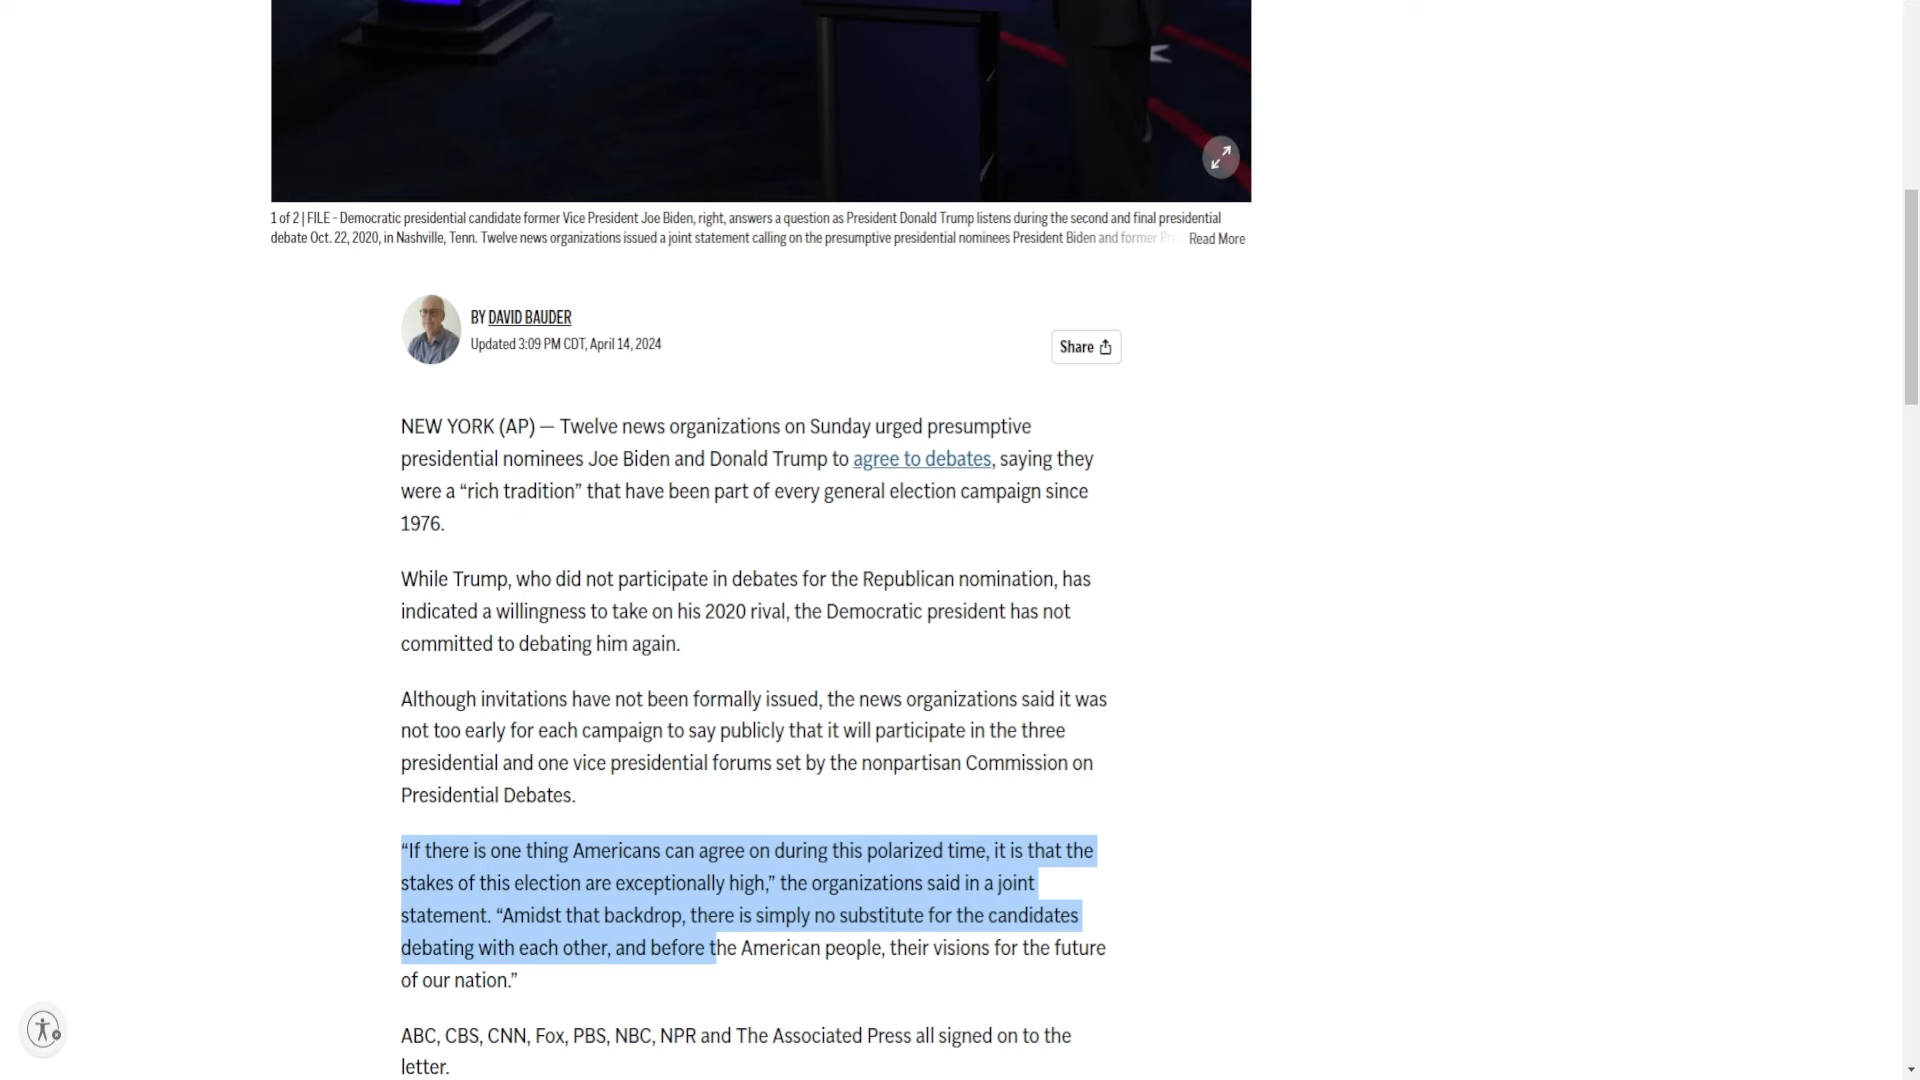 1 of 2 | FILE - Democratic presidential candidate former Vice President Joe Biden, right, answers a question as President Donald Trump listens during the second and final presidential
debate Oct. 22, 2020, in Nashville, Tenn. Twelve news organizations issued a joint statement calling on the presumptive presidential nominees President Biden and former Read More
BY DAVID BAUDER
Updated 3:09 PM CDT, April 14, 2024
Share
NEW YORK (AP) — Twelve news organizations on Sunday urged presumptive
presidential nominees Joe Biden and Donald Trump to agree to debates, saying they
were a “rich tradition” that have been part of every general election campaign since
1976.
While Trump, who did not participate in debates for the Republican nomination, has
indicated a willingness to take on his 2020 rival, the Democratic president has not
committed to debating him again.
Although invitations have not been formally issued, the news organizations said it was
not too early for each campaign to say publicly that it will participate in the three
presidential and one vice presidential forums set by the nonpartisan Commission on
Presidential Debates.
“If there is one thing Americans can agree on during this polarized time, it is that the
stakes of this election are exceptionally high,” the organizations said in a joint
statement. “Amidst that backdrop, there is simply no substitute for the candidates
debating with each other, and before the American people, their visions for the future
of our nation.”
ABC, CBS, CNN, Fox, PBS, NBC, NPR and The Associated Press all signed on to the
letter.